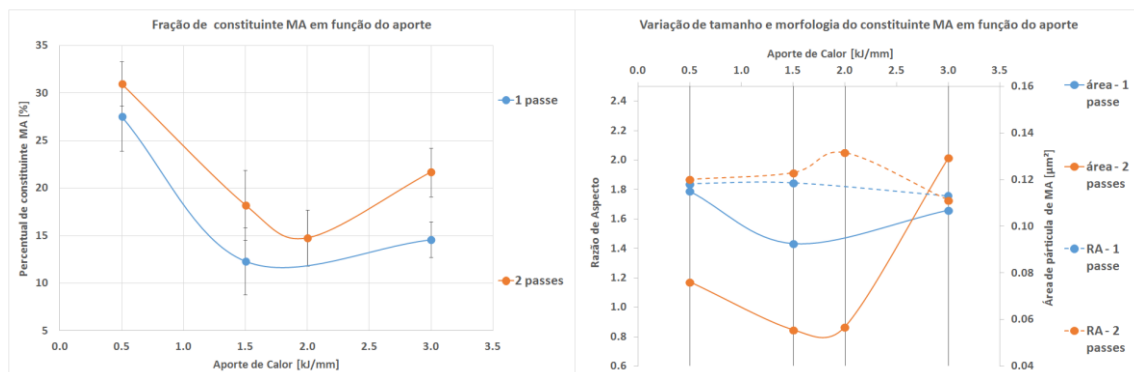 Fração de constituinte MA em função do aporte
Percentual de constituinte MA [%]
35
30
25
20
15
10
5
0.0 0.5 1.0 1.5 2.0 2.5 3.0 3.5
Aporte de Calor [kJ/mm]
1 passe
2 passes
Variação de tamanho e morfologia do constituinte MA em função do aporte
Aporte de Calor [kJ/mm]
0.0 0.5 1.0 1.5 2.0 2.5 3.0 3.5
Razão de Aspecto
2.4
2.2
2.0
1.8
1.6
1.4
1.2
1.0
0.8
0.6
0.16
0.14
0.12
0.10
0.08
0.06
0.04
Área de párticula de MA [µm²]
área - 1
passe
área - 2
passes
RA - 1
passe
RA - 2
passes